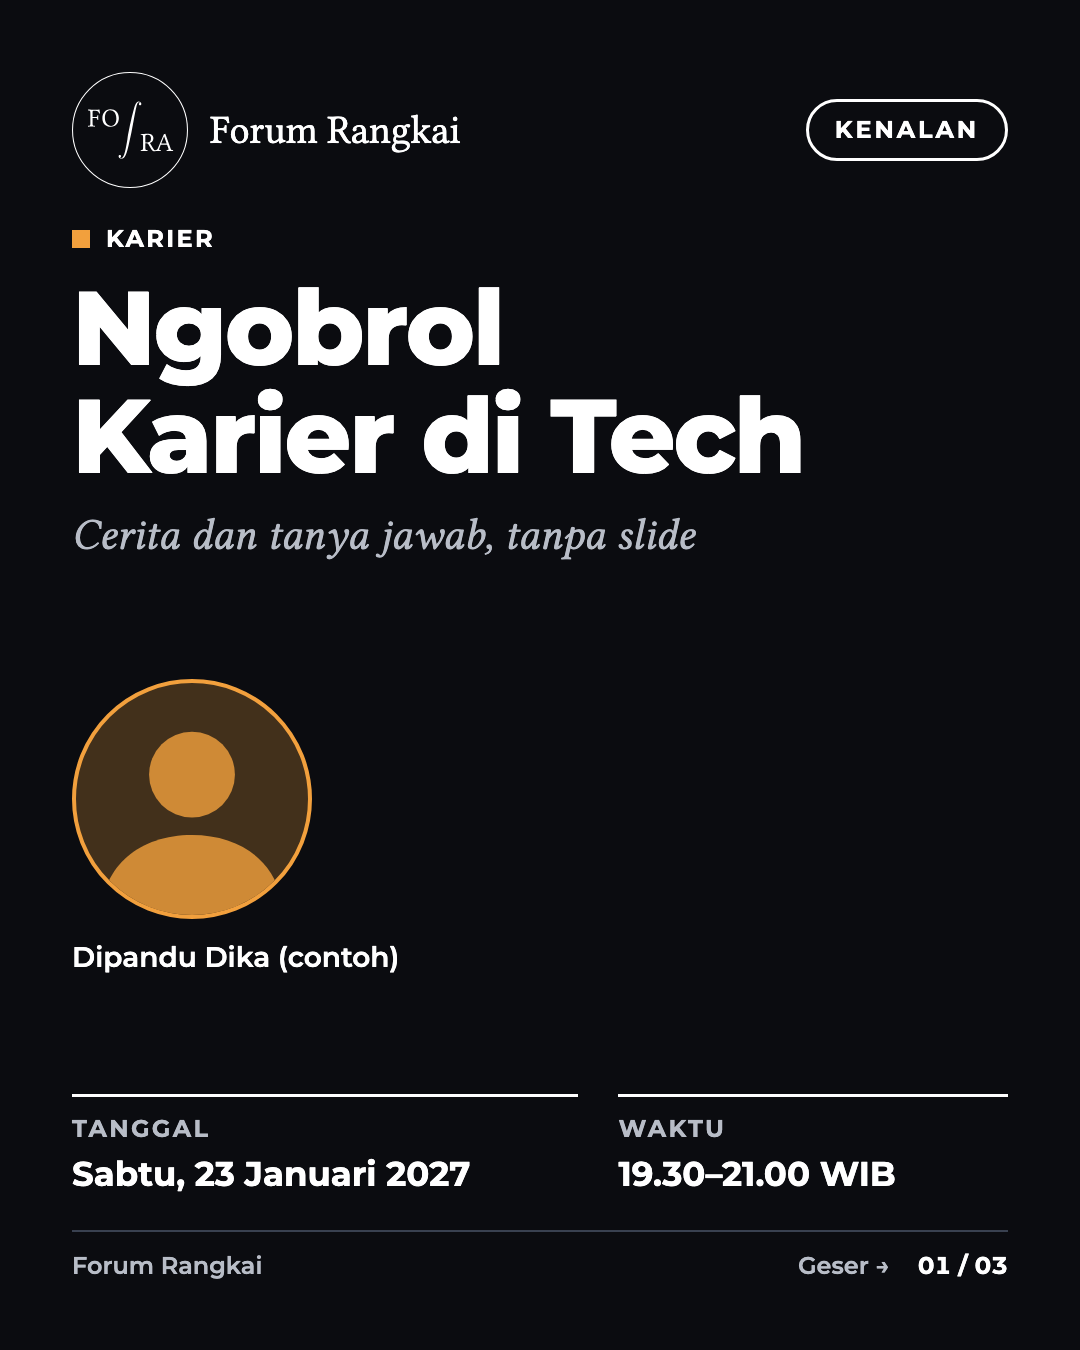 FO RA
Forum Rangkai
KENALAN
KARIER
Ngobrol
Karier di Tech
Cerita dan tanya jawab, tanpa slide
Dipandu Dika (contoh)
TANGGAL
Sabtu, 23 Januari 2027
WAKTU
19.30–21.00 WIB
Forum Rangkai
Geser → 01 / 03